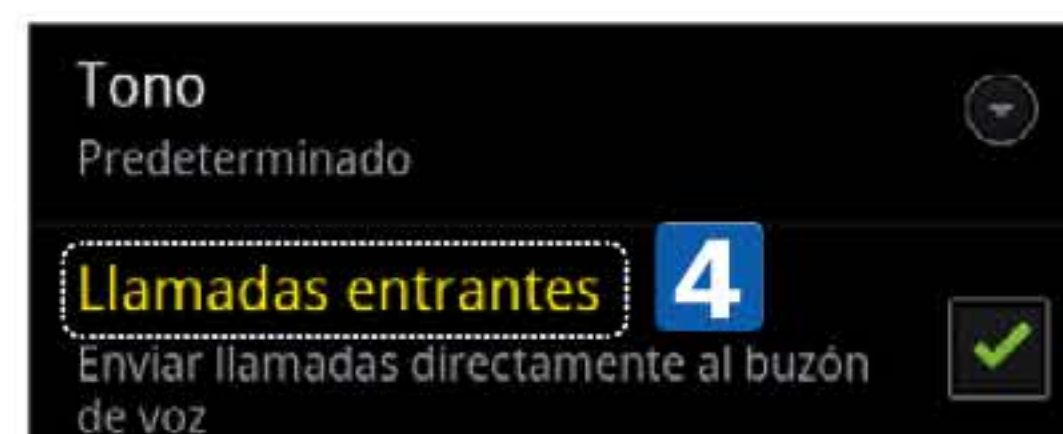 Tono
Predeterminado
Llamadas entrantes 4
Enviar llamadas directamente al buzón
de voz